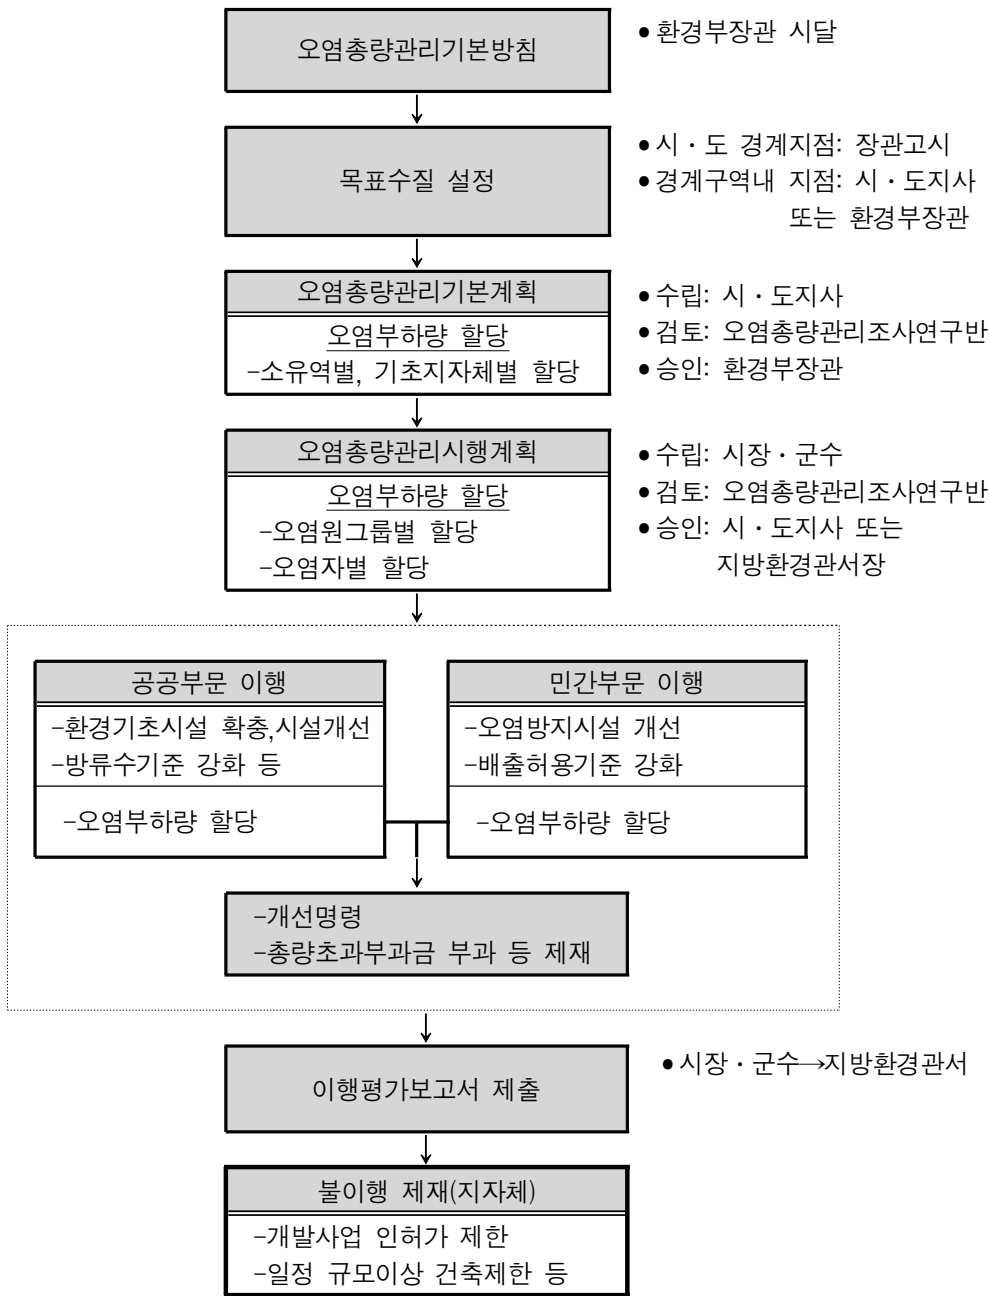 오염총량관리기본방침
● 환경부장관 시달
목표수질 설정
● 시・도 경계지점: 장관고시
● 경계구역내 지점: 시・도지사
또는 환경부장관
오염총량관리기본계획
오염부하량 할당
-소유역별, 기초지자체별 할당
● 수립: 시・도지사
● 검토: 오염총량관리조사연구반
● 승인: 환경부장관
오염총량관리시행계획
오염부하량 할당
-오염원그룹별 할당
-오염자별 할당
● 수립: 시장・군수
● 검토: 오염총량관리조사연구반
● 승인: 시・도지사 또는
지방환경관서장
공공부문 이행
-환경기초시설 확충,시설개선
-방류수기준 강화 등
-오염부하량 할당
민간부문 이행
-오염방지시설 개선
-배출허용기준 강화
-오염부하량 할당
-개선명령
-총량초과부과금 부과 등 제재
이행평가보고서 제출
● 시장・군수→지방환경관서
불이행 제재(지자체)
-개발사업 인허가 제한
-일정 규모이상 건축제한 등